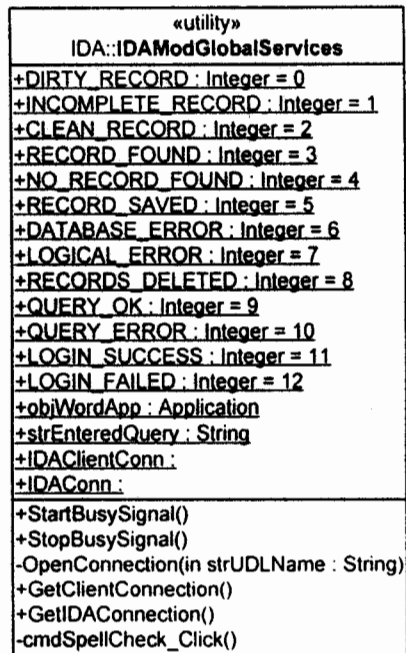 «utility»
IDA::IDAModGlobalServices
+DIRTY_RECORD : Integer = 0
+INCOMPLETE_RECORD : Integer = 1
+CLEAN_RECORD : Integer = 2
+RECORD_FOUND : Integer = 3
+NO_RECORD_FOUND : Integer = 4
+RECORD_SAVED : Integer = 5
+DATABASE_ERROR : Integer = 6
+LOGICAL_ERROR : Integer = 7
+RECORDS_DELETED : Integer = 8
+QUERY_OK : Integer = 9
+QUERY_ERROR : Integer = 10
+LOGIN_SUCCESS : Integer = 11
+LOGIN_FAILED : Integer = 12
+objWordApp : Application
+strEnteredQuery : String
+IDAClientConn :
+IDAConn :
+StartBusySignal()
+StopBusySignal()
-OpenConnection(in strUDLName : String)
+GetClientConnection()
+GetIDAConnection()
-cmdSpellCheck_Click()